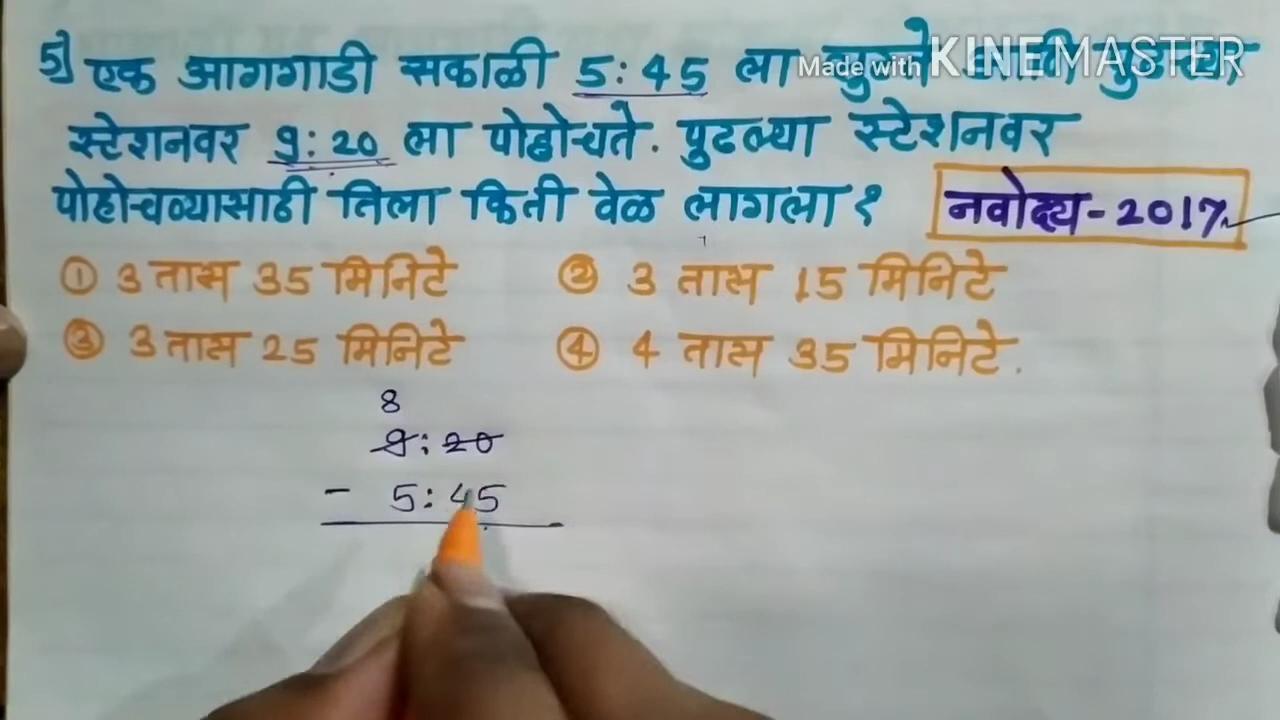 5] एक आगगाडी सकाळी 5:45 ला
Made with KINEMASTER
स्टेशनवर 9:20 ला पोहोचते. पुढल्या स्टेशनवर
पोहोचण्यासाठी तिला किती वेळ लागला ?
नवोदय-2017
① 3 तास 35 मिनिटे ② 3 तास 15 मिनिटे
③ 3 तास 25 मिनिटे ④ 4 तास 35 मिनिटे.
8
9:20
- 5:45